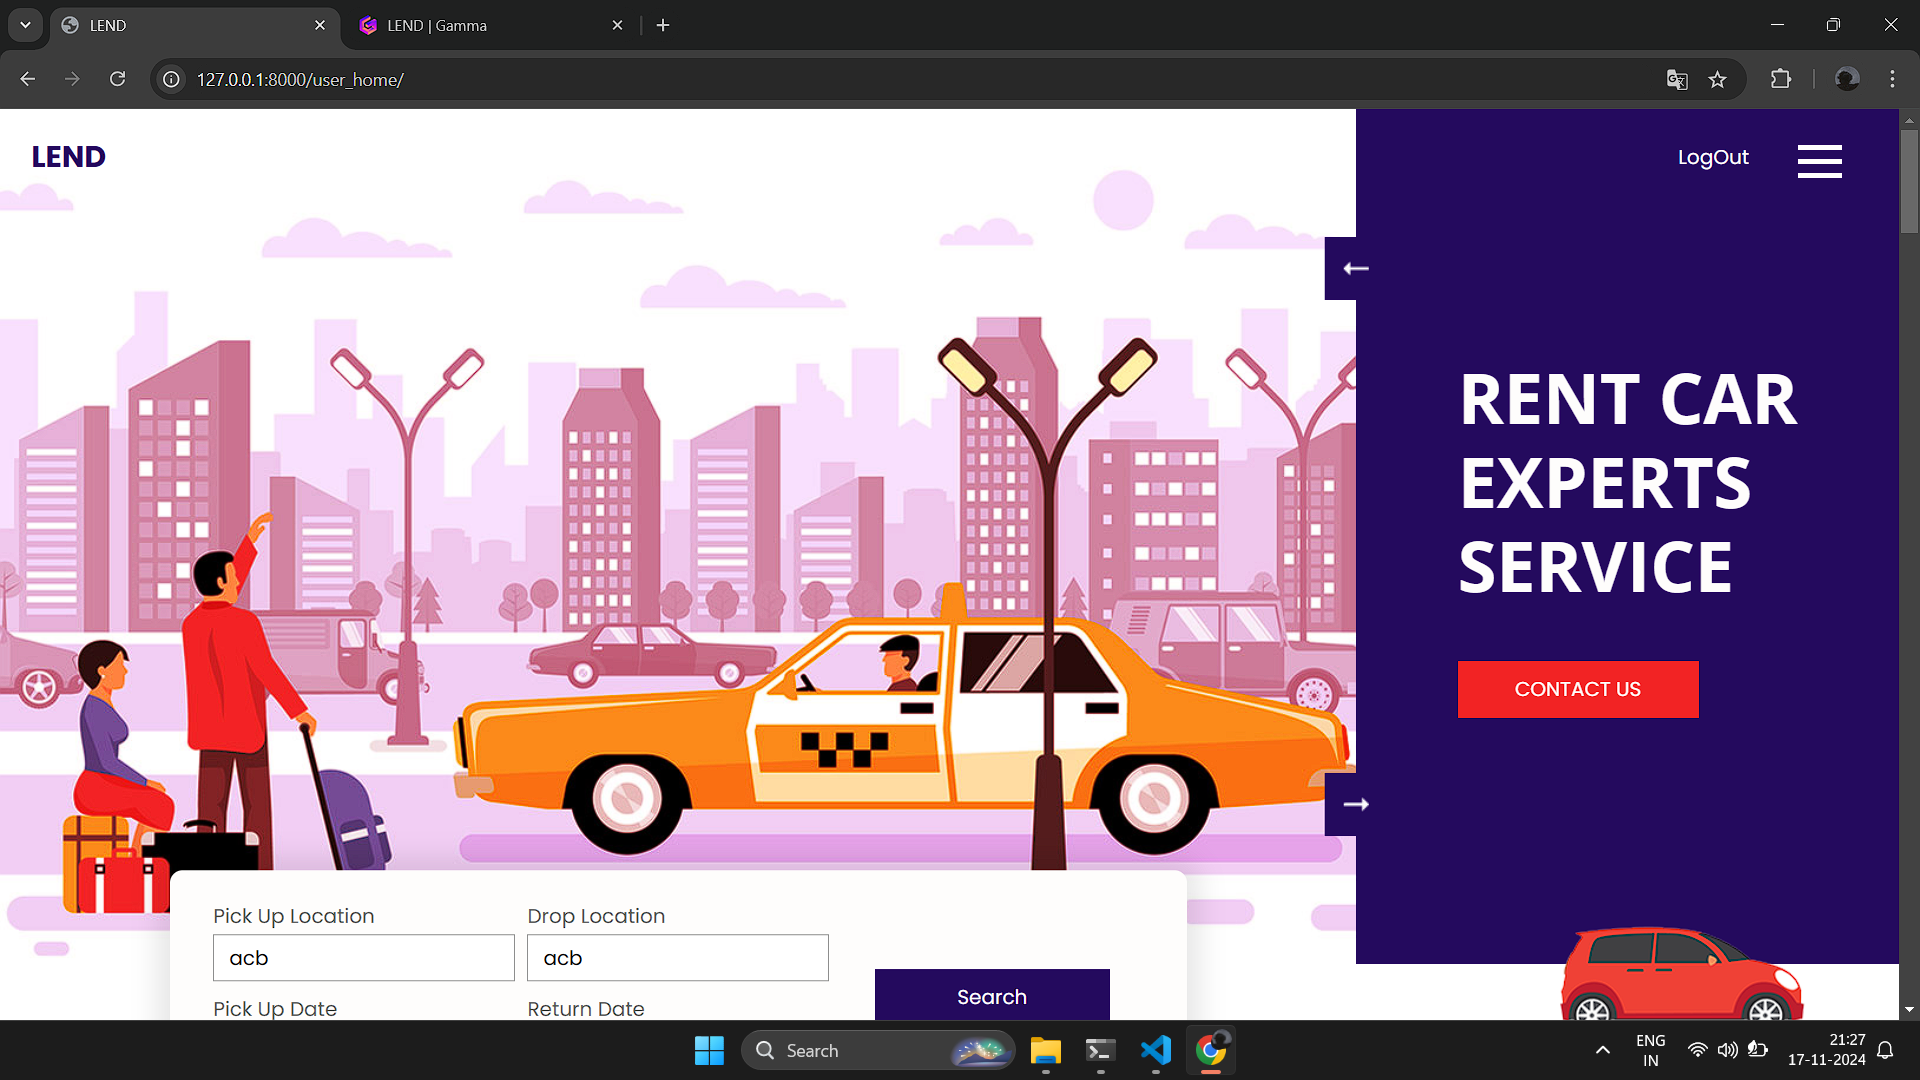 LEND
LEND | Gamma
127.0.0.1:8000/user_home/
LEND
LogOut
RENT CAR
EXPERTS
SERVICE
CONTACT US
Pick Up Location
Drop Location
acb
acb
Search
Pick Up Date
Return Date
Search
ENG
IN
21:27
17-11-2024